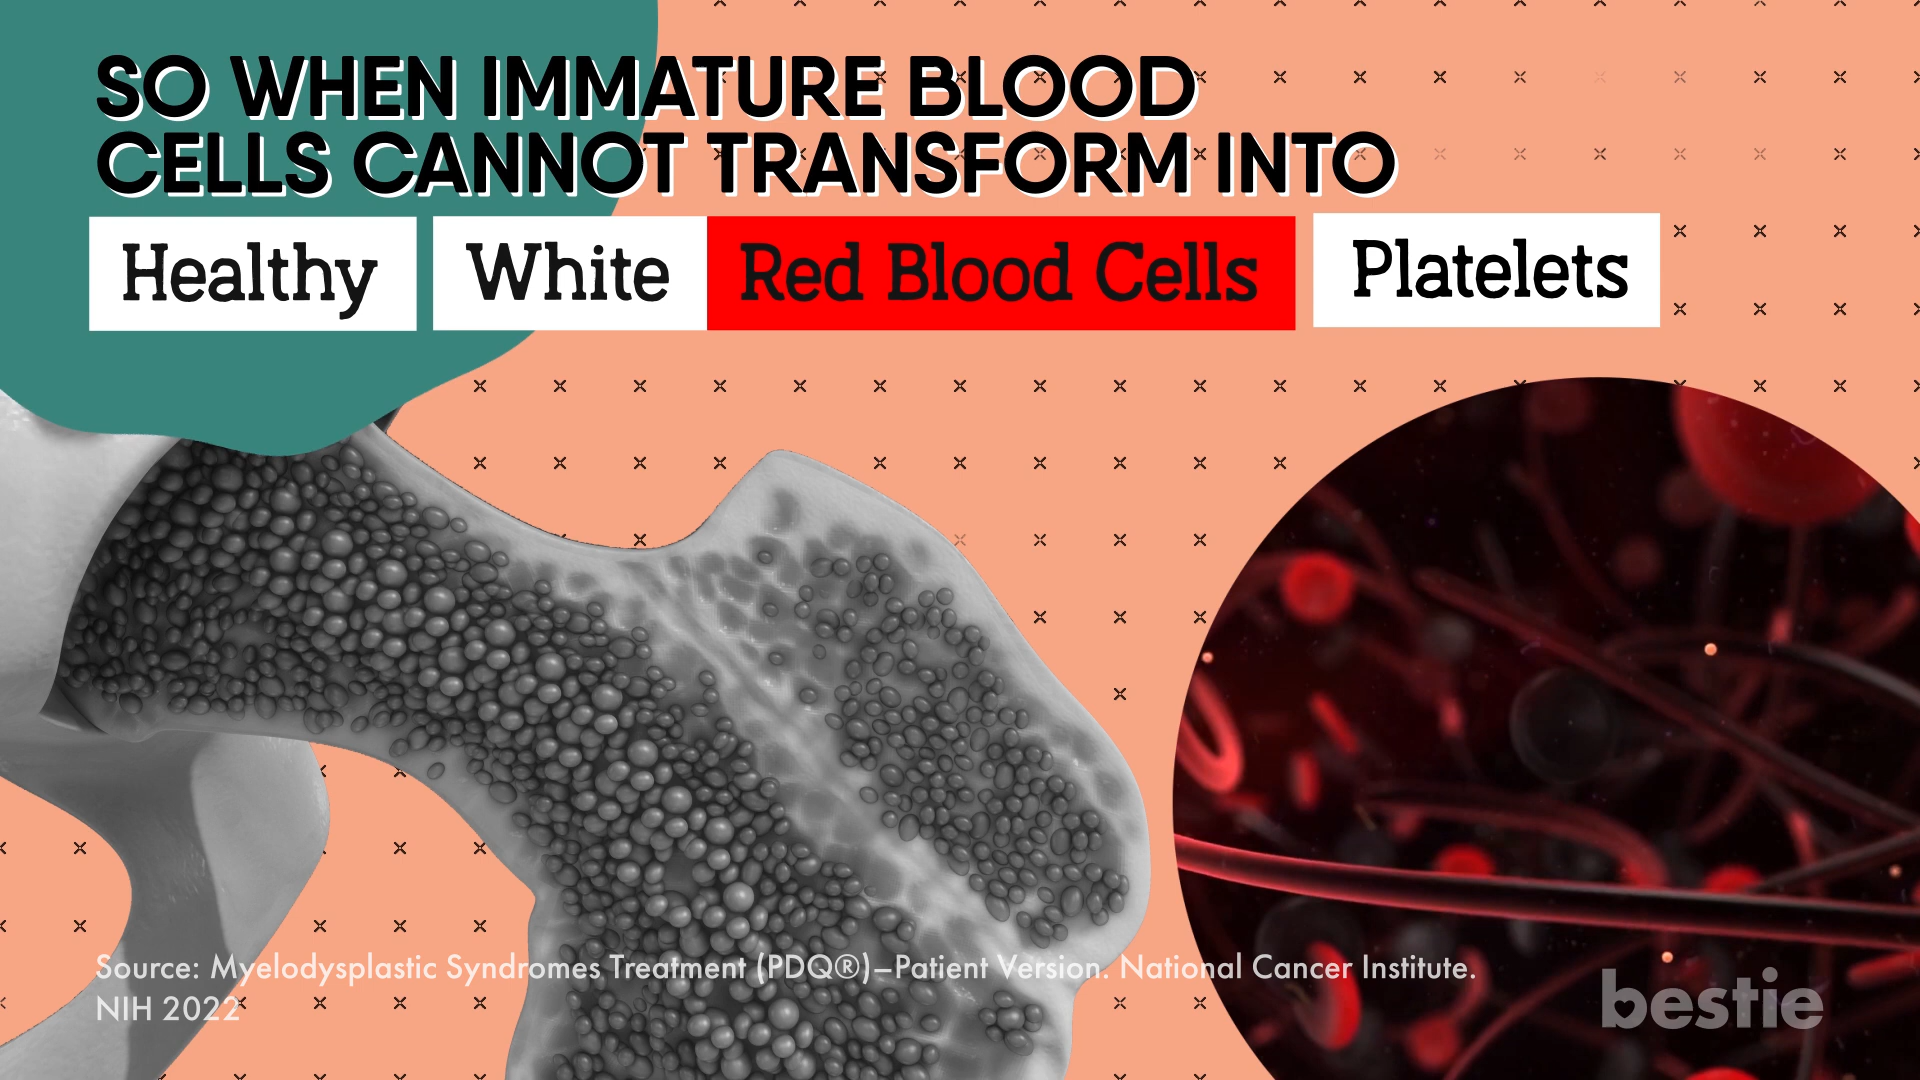 SO WHEN IMMATURE BLOOD
CELLS CANNOT TRANSFORM INTO
Healthy White Red Blood Cells Platelets
Source: Myelodysplastic Syndromes Treatment (PDQ®)–Patient Version. National Cancer Institute.
NIH 2022
bestie